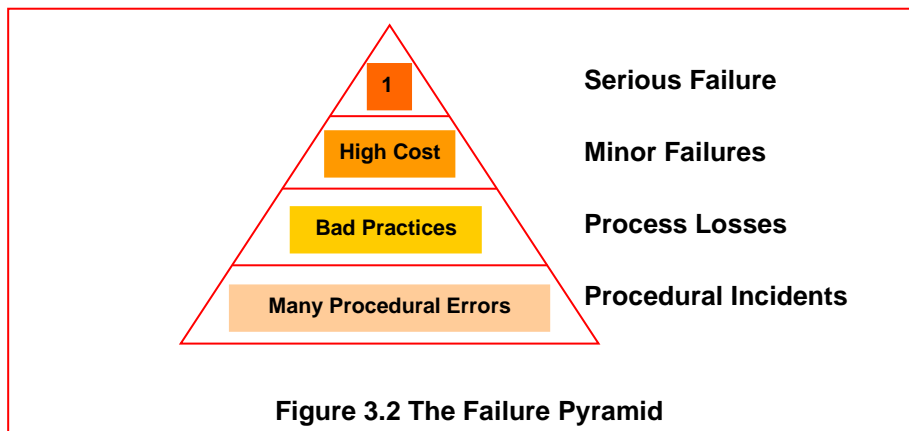 1 Serious Failure
High Cost Minor Failures
Bad Practices Process Losses
Many Procedural Errors Procedural Incidents
Figure 3.2 The Failure Pyramid